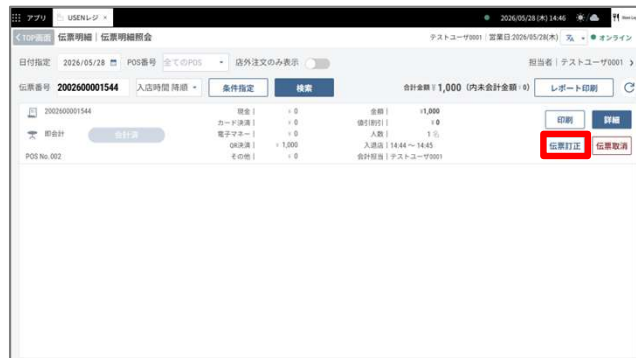 アプリ USENレジ × 2026/05/28 (木) 14:46
<TOP画面 伝票明細 | 伝票明細照会 テストユーザ0001 | 営業日:2026/05/28(木) オンライン
日付指定 2026/05/28 POS番号 全てのPOS 店外注文のみ表示 担当者 | テストユーザ0001 >
伝票番号 2002600001544 入店時間 降順 条件指定 検索 合計金額 ¥ 1,000 (内未会計金額 : 0) レポート印刷
2002600001544 現金 | ¥ 0 金額 | ¥1,000 印刷 詳細
カード決済 | ¥ 0 値引割引 | ¥ 0
即会計 会計済 電子マネー | ¥ 0 人数 | 1 名 伝票訂正 伝票取消
QR決済 | ¥ 1,000 入退店 | 14:44 ～ 14:45
POS No.002 その他 | ¥ 0 会計担当 | テストユーザ0001